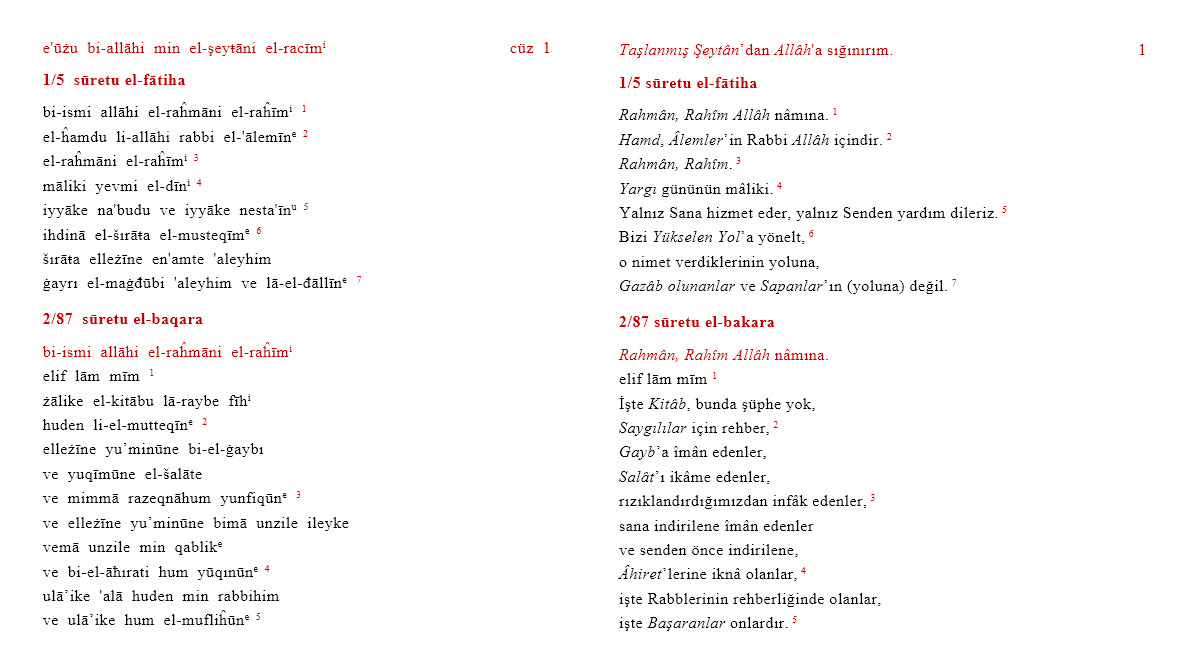 e'ūżu bi-allāhi min el-şeyŧāni el-racīmⁱ cüz 1
1/5 sūretu el-fātiha
bi-ismi allāhi el-raĥmāni el-raĥīmⁱ ¹
el-ĥamdu li-allāhi rabbi el-'ālemīnᵉ ²
el-raĥmāni el-raĥīmⁱ ³
māliki yevmi el-dīnⁱ ⁴
iyyāke na'budu ve iyyāke nesta'īnᵘ ⁵
ihdinā el-šırāŧa el-musteqīmᵉ ⁶
šırāŧa elleżīne en'amte 'aleyhim
ġayrı el-maġđūbi 'aleyhim ve lā-el-đāllīnᵉ ⁷
2/87 sūretu el-baqara
bi-ismi allāhi el-raĥmāni el-raĥīmⁱ
elif lām mīm ¹
żālike el-kitābu lā-raybe fīhⁱ
huden li-el-mutteqīnᵉ ²
elleżīne yu’minūne bi-el-ġaybı
ve yuqīmūne el-šalāte
ve mimmā razeqnāhum yunfiqūnᵉ ³
ve elleżīne yu’minūne bimā unzile ileyke
vemā unzile min qablikᵉ
ve bi-el-āħırati hum yūqınūnᵉ ⁴
ulā’ike 'alā huden min rabbihim
ve ulā’ike hum el-mufliĥūnᵉ ⁵
Taşlanmış Şeytân’dan Allâh'a sığınırım. 1
1/5 sūretu el-fātiha
Rahmân, Rahîm Allâh nâmına. ¹
Hamd, Âlemler’in Rabbi Allâh içindir. ²
Rahmân, Rahîm. ³
Yargı gününün mâliki. ⁴
Yalnız Sana hizmet eder, yalnız Senden yardım dileriz. ⁵
Bizi Yükselen Yol’a yönelt, ⁶
o nimet verdiklerinin yoluna,
Gazâb olunanlar ve Sapanlar’ın (yoluna) değil. ⁷
2/87 sūretu el-bakara
Rahmân, Rahîm Allâh nâmına.
elif lām mīm ¹
İşte Kitâb, bunda şüphe yok,
Saygılılar için rehber, ²
Gayb’a îmân edenler,
Salât’ı ikâme edenler,
rızıklandırdığımızdan infâk edenler, ³
sana indirilene îmân edenler
ve senden önce indirilene,
Âhiret’lerine iknâ olanlar, ⁴
işte Rabblerinin rehberliğinde olanlar,
işte Başaranlar onlardır. ⁵